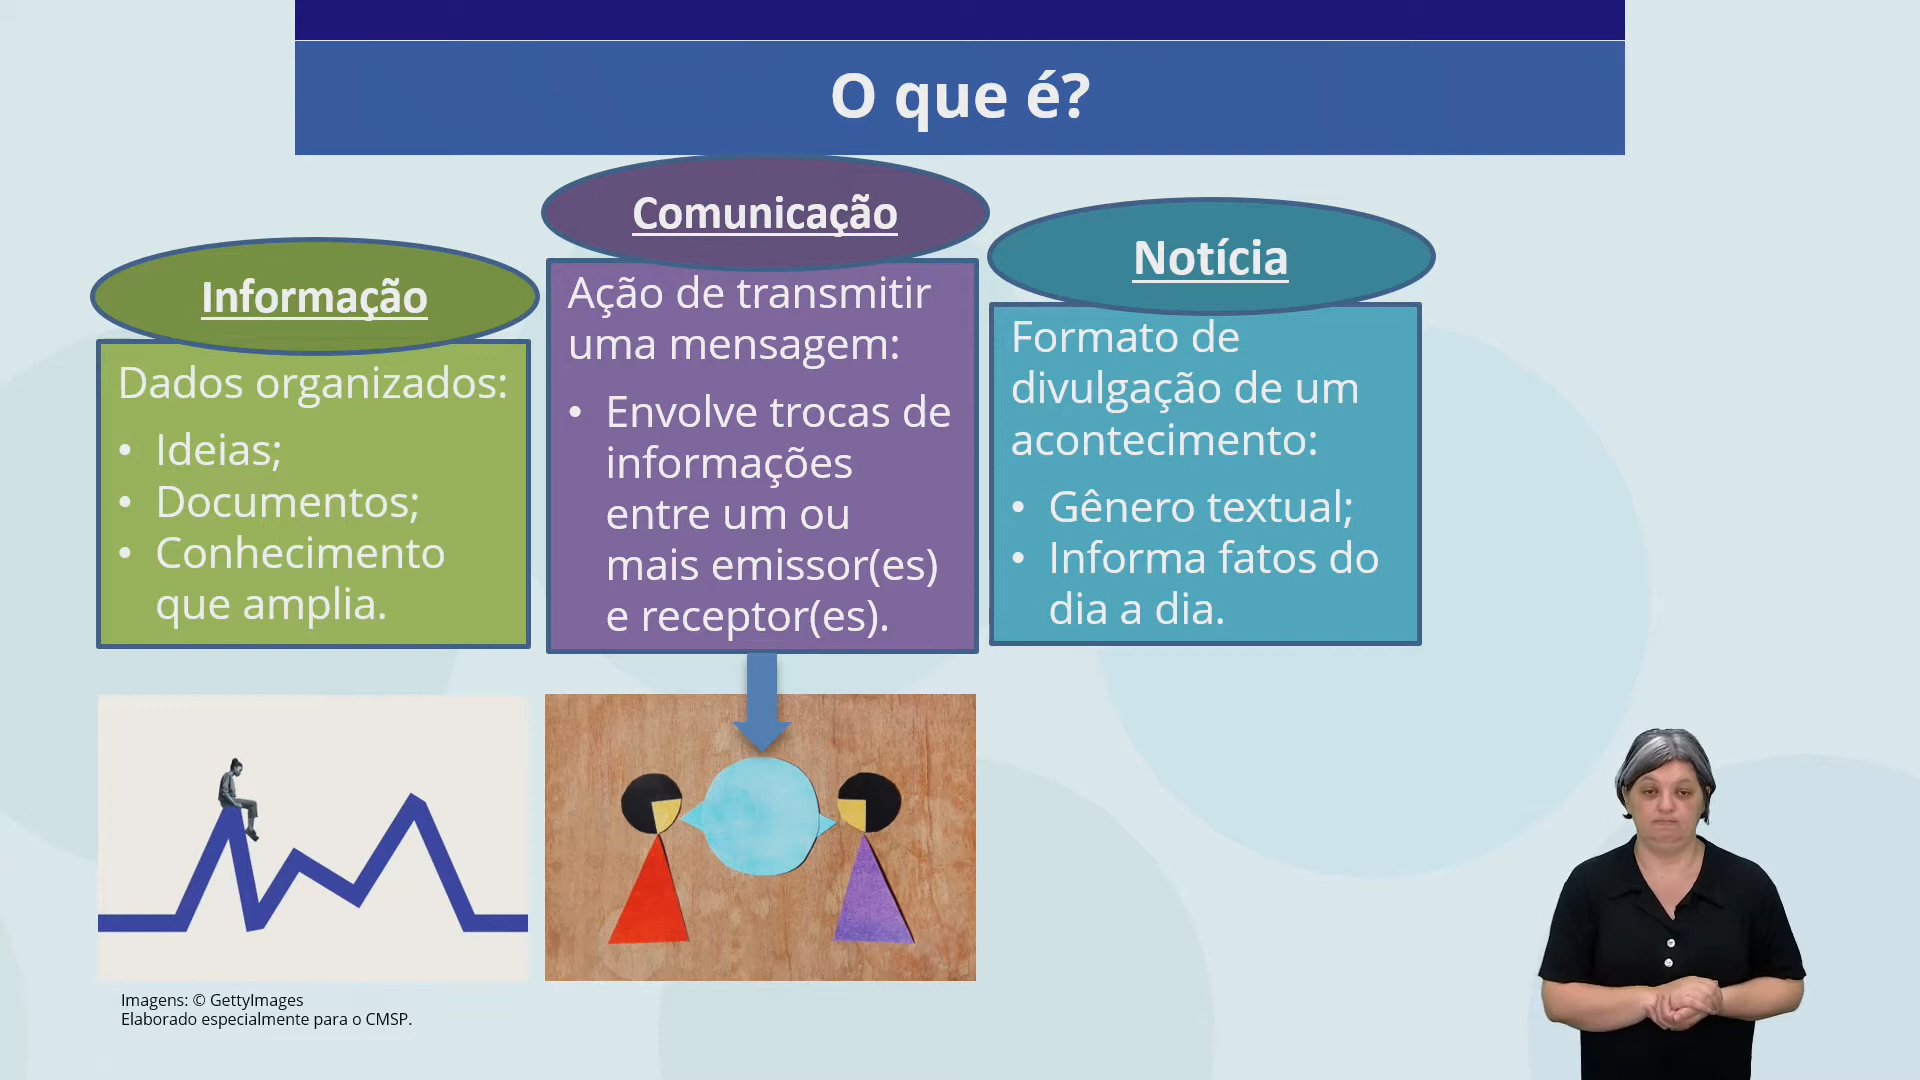 O que é?
Informação
Dados organizados:
• Ideias;
• Documentos;
• Conhecimento
que amplia.
Comunicação
Ação de transmitir
uma mensagem:
• Envolve trocas de
informações
entre um ou
mais emissor(es)
e receptor(es).
Notícia
Formato de
divulgação de um
acontecimento:
• Gênero textual;
• Informa fatos do
dia a dia.
Imagens: © GettyImages
Elaborado especialmente para o CMSP.